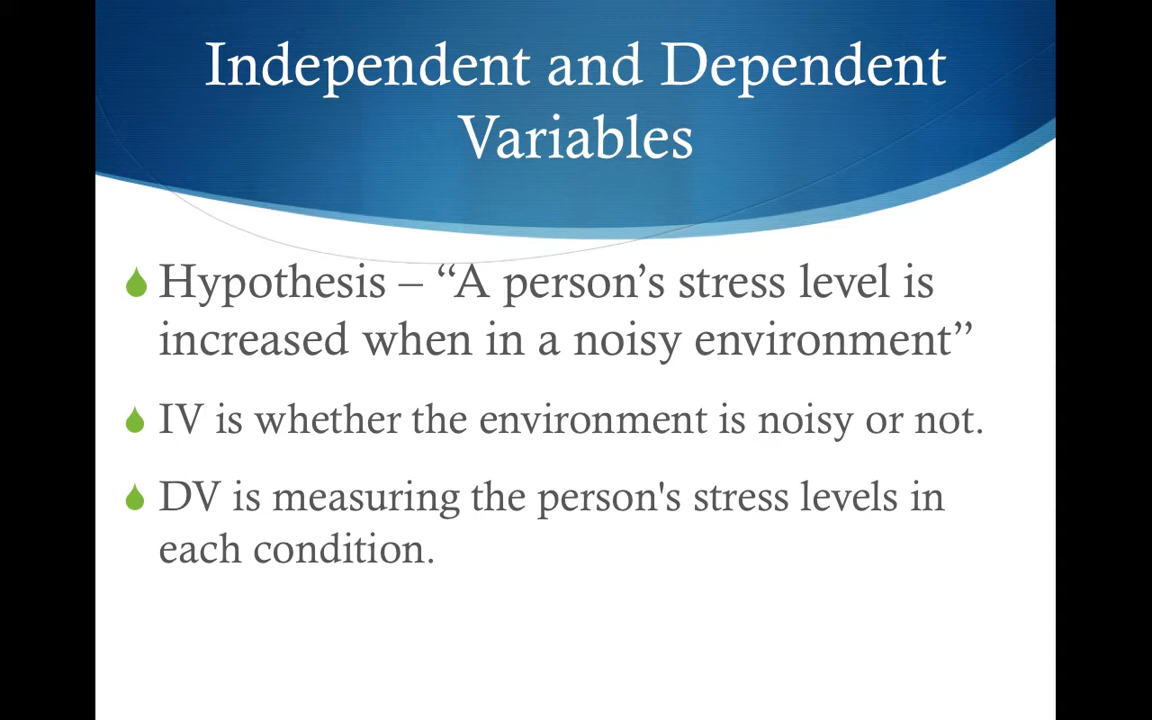 Independent and Dependent
Variables
Hypothesis – “A person’s stress level is
increased when in a noisy environment”
IV is whether the environment is noisy or not.
DV is measuring the person's stress levels in
each condition.